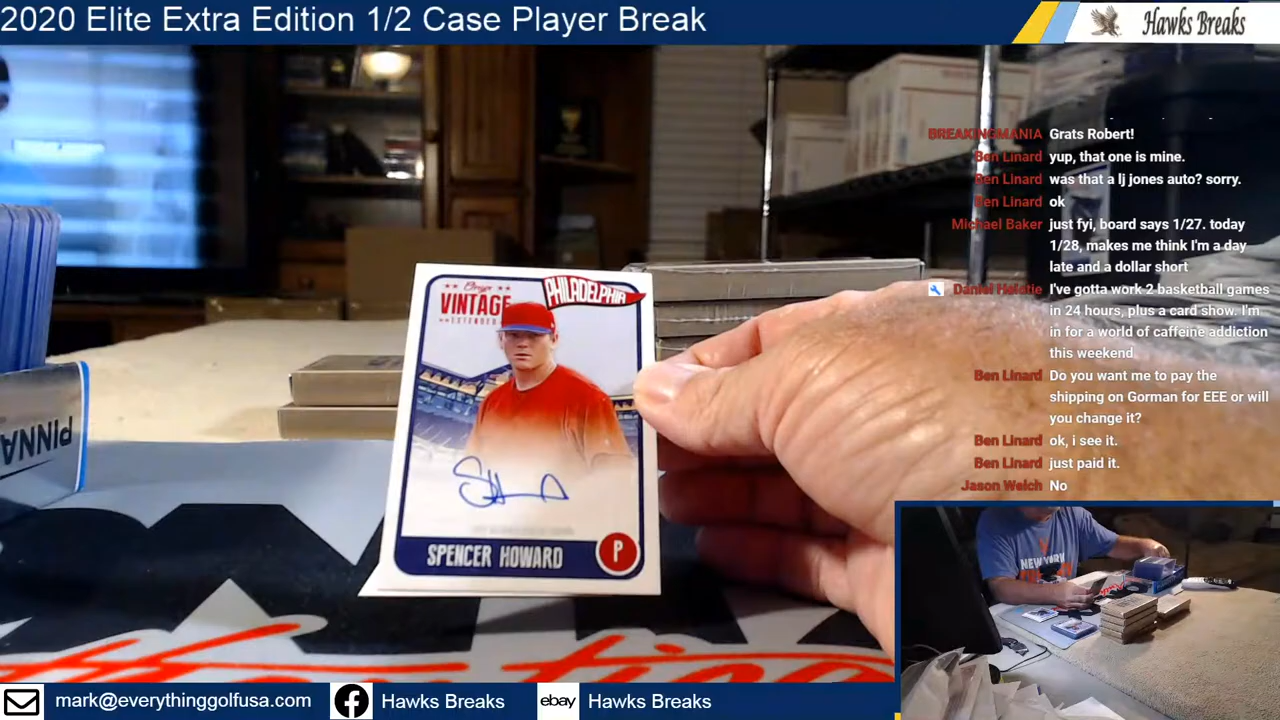 2020 Elite Extra Edition 1/2 Case Player Break
Hawks Breaks
BREAKINGMANIA Grats Robert!
Ben Linard yup, that one is mine.
Ben Linard was that a lj jones auto? sorry.
Ben Linard ok
Michael Baker just fyi, board says 1/27. today
1/28, makes me think I'm a day
late and a dollar short
I've gotta work 2 basketball games
in 24 hours, plus a card show. I'm
in for a world of caffeine addiction
this weekend
Ben Linard Do you want me to pay the
shipping on Gorman for EEE or will
you change it?
Ben Linard ok, i see it.
Ben Linard just paid it.
Jason Welch No
Onyx
VINTAGE
EXTENDED
PHILADELPHIA
SPENCER HOWARD P
PINNA
NEW YORK
mark@everythinggolfusa.com
Hawks Breaks
ebay Hawks Breaks